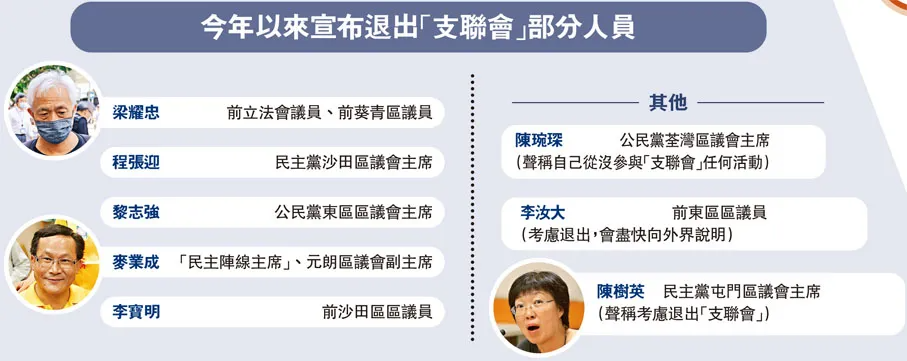 今年以來宣布退出「支聯會」部分人員
梁耀忠 前立法會議員、前葵青區議員
程張迎 民主黨沙田區議會主席
黎志強 公民黨東區區議會主席
麥業成 「民主陣線主席」、元朗區議會副主席
李寶明 前沙田區區議員
其他
陳琬琛 公民黨荃灣區議會主席
(聲稱自己從沒參與「支聯會」任何活動)
李汝大 前東區區議員
(考慮退出,會盡快向外界說明)
陳樹英 民主黨屯門區議會主席
(聲稱考慮退出「支聯會」)